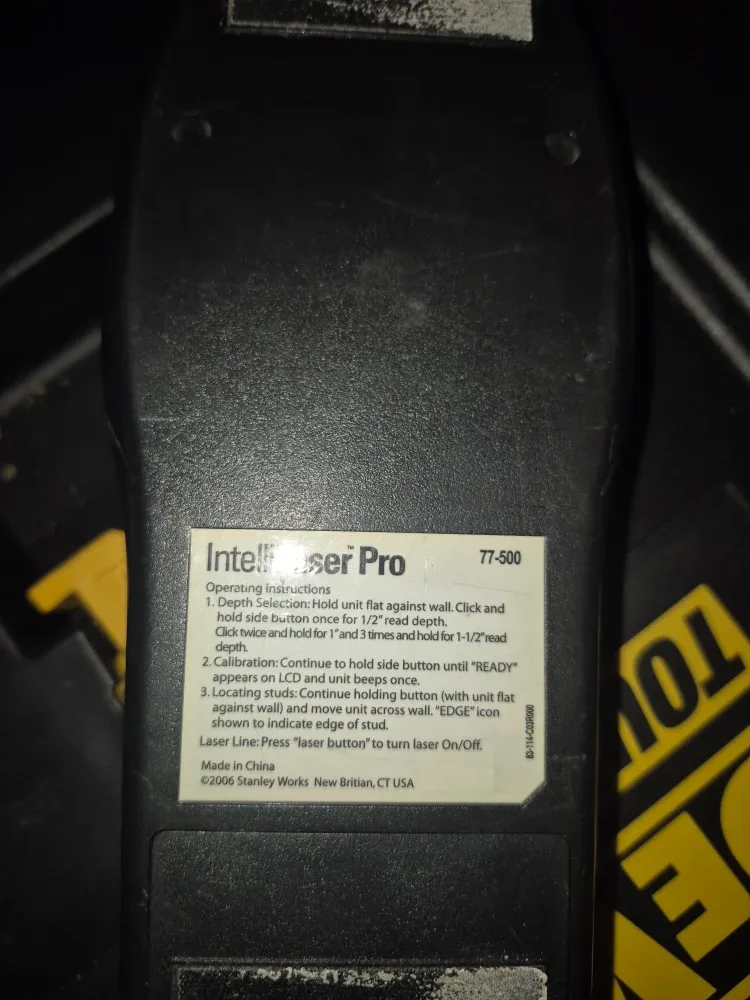 Pro 77-500
Operating instructions
1. Depth Selection: Hold unit flat against wall. Click and
hold side button once for 1/2" read depth.
Click twice and hold for 1" and 3 times and hold for 1-1/2" read
depth.
2. Calibration: Continue to hold side button until "READY"
appears on LCD and unit beeps once.
3. Locating studs: Continue holding button (with unit flat
against wall) and move unit across wall. "EDGE" icon
shown to indicate edge of stud.
Laser Line: Press "laser button" to turn laser On/Off.
Made in China
©2006 Stanley Works New Britian, CT USA
83-114-C03R000
TOU